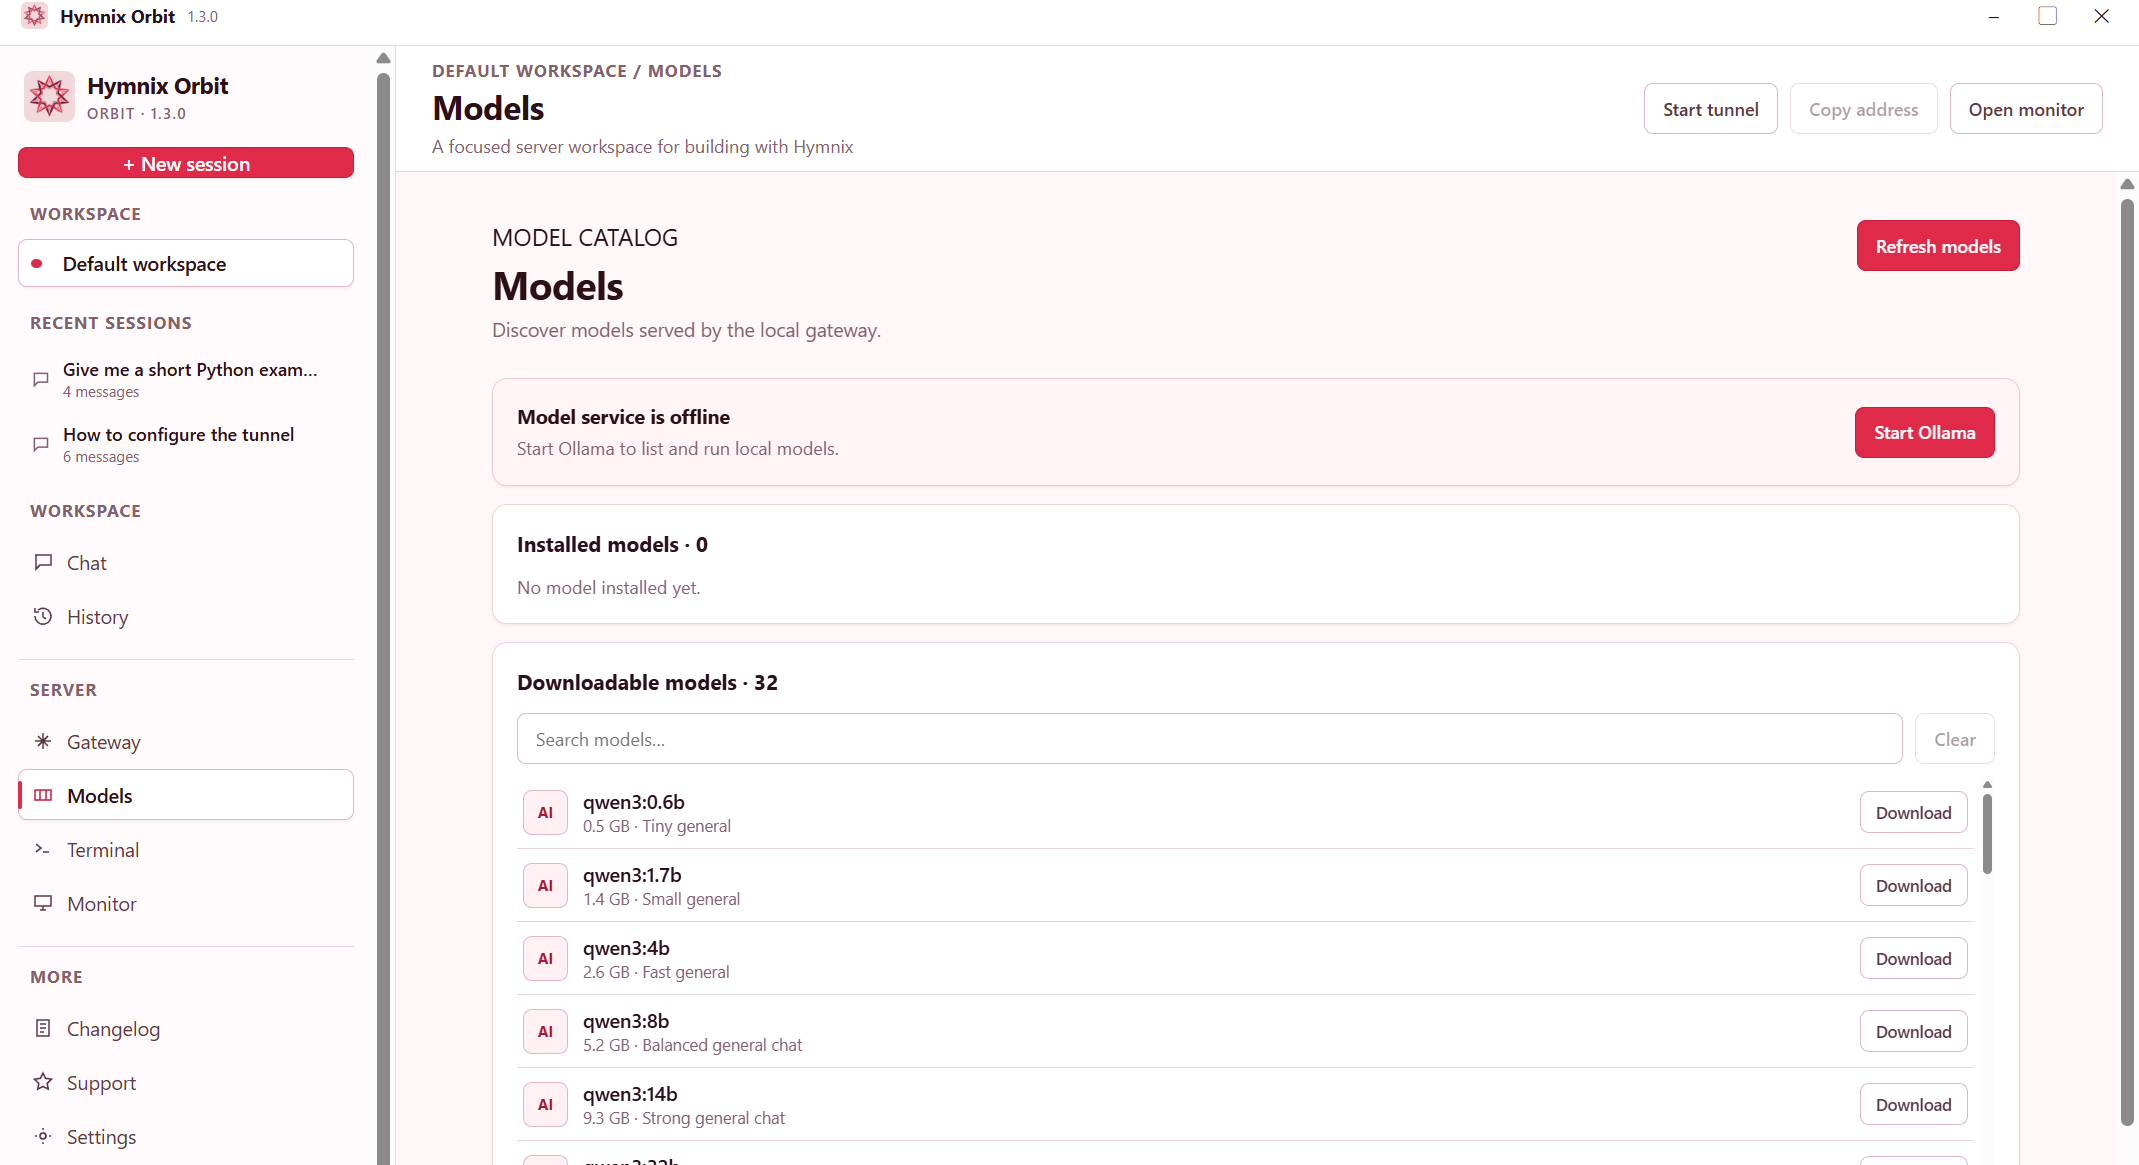 Hymnix Orbit 1.3.0
Hymnix Orbit
ORBIT · 1.3.0
+ New session
WORKSPACE
Default workspace
RECENT SESSIONS
Give me a short Python exam...
4 messages
How to configure the tunnel
6 messages
WORKSPACE
Chat
History
SERVER
Gateway
Models
Terminal
Monitor
MORE
Changelog
Support
Settings
DEFAULT WORKSPACE / MODELS
Models
A focused server workspace for building with Hymnix
Start tunnel
Copy address
Open monitor
MODEL CATALOG
Models
Discover models served by the local gateway.
Refresh models
Model service is offline
Start Ollama to list and run local models.
Start Ollama
Installed models · 0
No model installed yet.
Downloadable models · 32
Search models...
Clear
AI
qwen3:0.6b
0.5 GB · Tiny general
Download
AI
qwen3:1.7b
1.4 GB · Small general
Download
AI
qwen3:4b
2.6 GB · Fast general
Download
AI
qwen3:8b
5.2 GB · Balanced general chat
Download
AI
qwen3:14b
9.3 GB · Strong general chat
Download